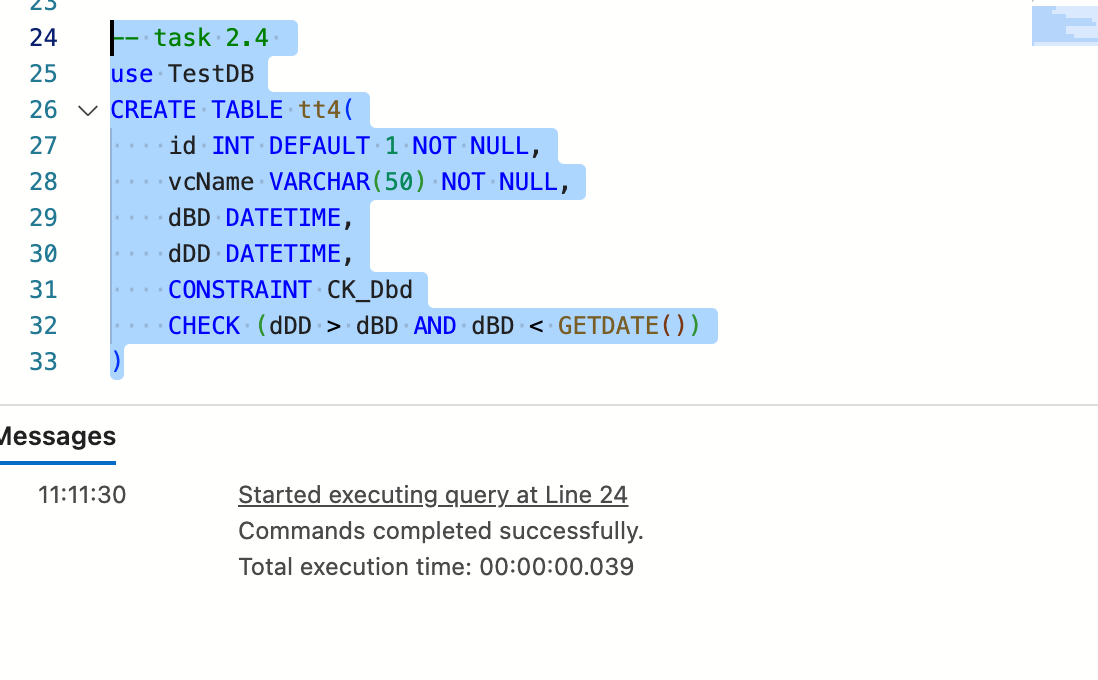 23
24 -- task 2.4
25 use TestDB
26 CREATE TABLE tt4(
27 id INT DEFAULT 1 NOT NULL,
28 vcName VARCHAR(50) NOT NULL,
29 dBD DATETIME,
30 dDD DATETIME,
31 CONSTRAINT CK_Dbd
32 CHECK (dDD > dBD AND dBD < GETDATE())
33 )
Messages
11:11:30 Started executing query at Line 24
Commands completed successfully.
Total execution time: 00:00:00.039